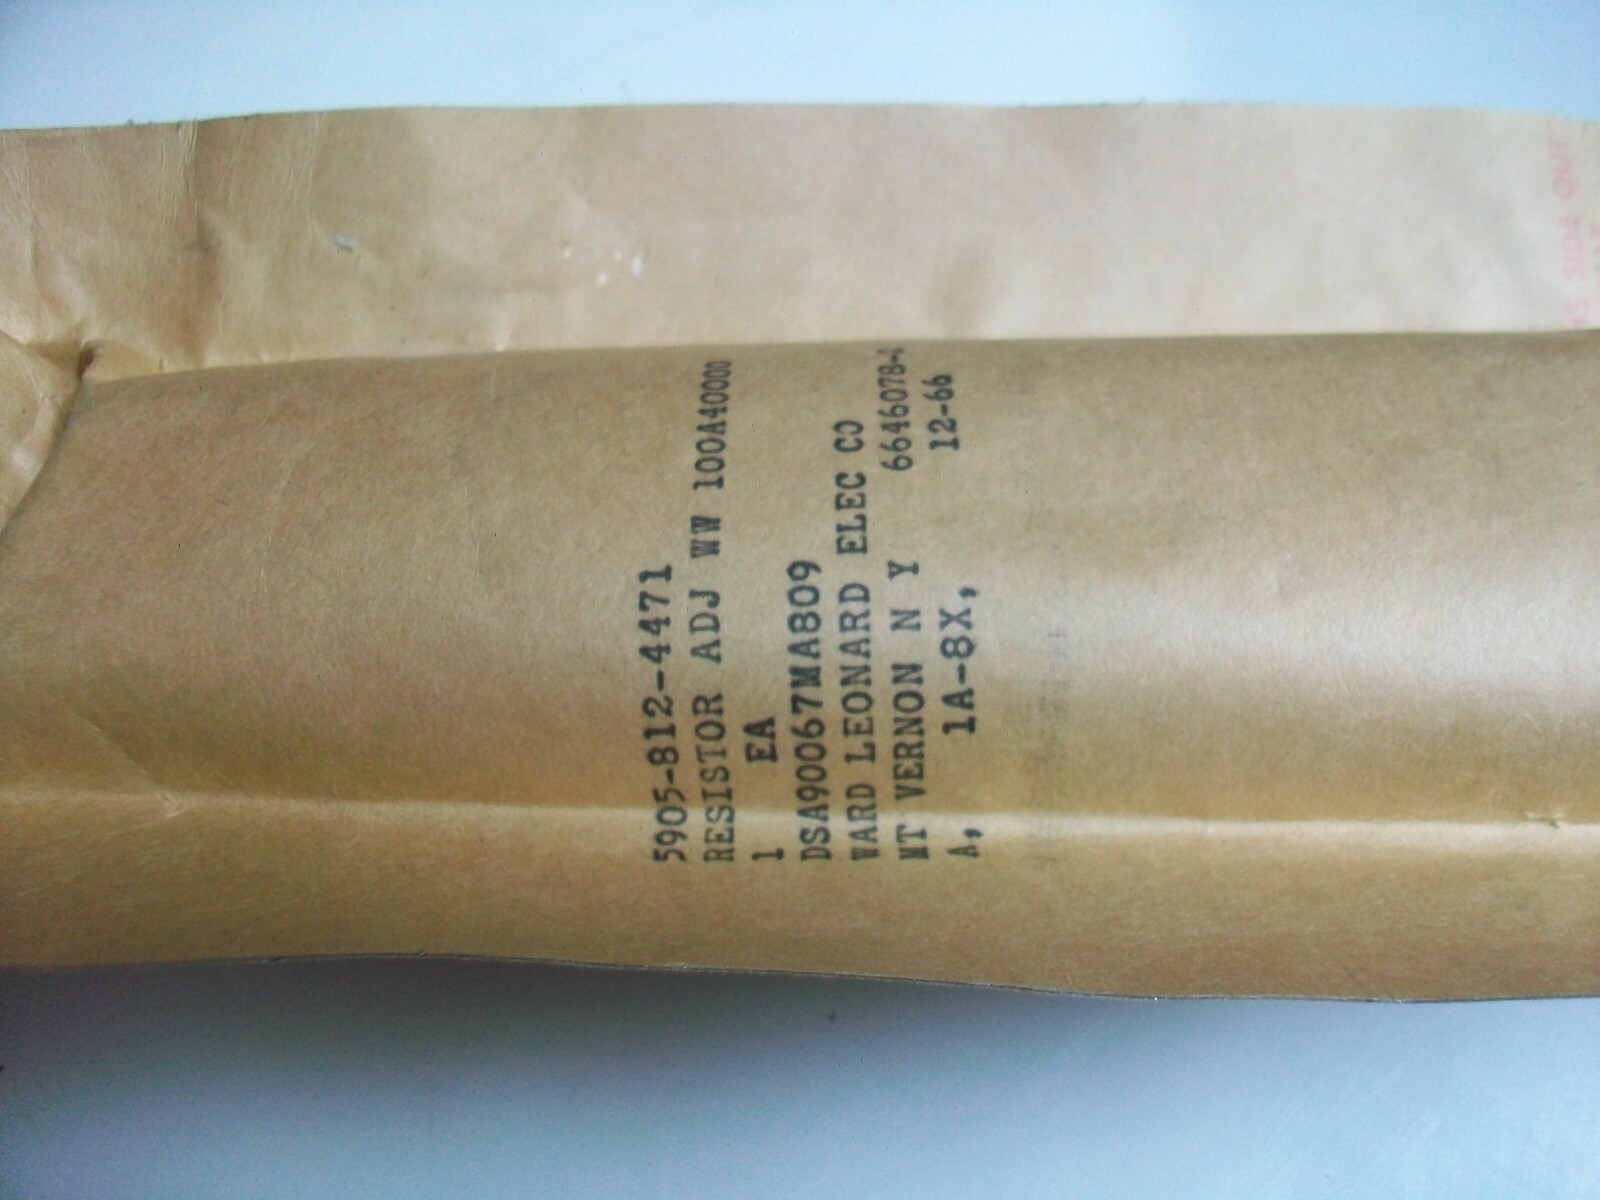 5905-812-4471
RESISTOR ADJ WW 100A40000
1 EA
DSA90067MA809
WARD LEONARD ELEC CO
MT VERNON N Y 6646078-4
A, 1A-8X, 12-66